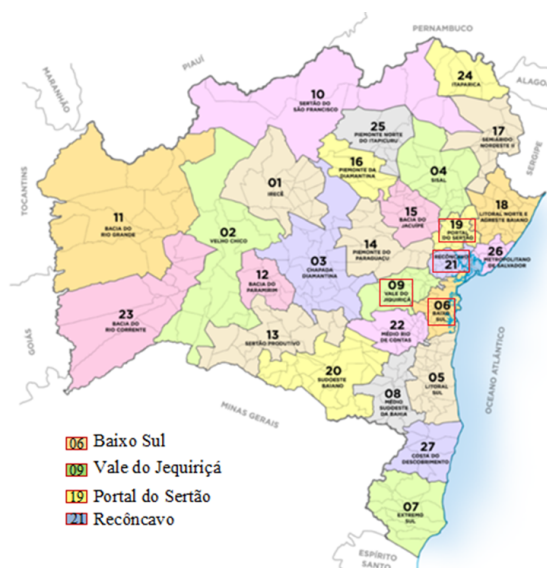 PERNAMBUCO
PIAUÍ
24
ITAPARICA
ALAGO
MARANHÃO
10
SERTÃO DO
SÃO FRANCISCO
25
PIEMONTE NORTE
DO ITAPICURU
17
SEMIÁRIDO
NORDESTE II
SERGIPE
16
PIEMONTE DA
DIAMANTINA
04
SISAL
TOCANTINS
01
IRECÊ
11
BACIA DO
RIO GRANDE
02
VELHO CHICO
15
BACIA DO
JACUÍPE
18
LITORAL NORTE E
AGRESTE BAIANO
19
PORTAL
DO SERTÃO
14
PIEMONTE DO
PARAGUAÇU
03
CHAPADA
DIAMANTINA
RECÔNCAVO
21
26
METROPOLITANO
DE SALVADOR
12
BACIA DO
PARAMIRIM
09
VALE DO
JIQUIRIÇÁ
06
BAIXO
SUL
23
BACIA DO
RIO CORRENTE
22
MÉDIO RIO
DE CONTAS
13
SERTÃO PRODUTIVO
GOIÁS
20
SUDOESTE
BAIANO
05
LITORAL
SUL
08
MÉDIO
SUDOESTE
DA BAHIA
OCEANO ATLÂNTICO
MINAS GERAIS
27
COSTA DO
DESCOBRIMENTO
07
EXTREMO
SUL
ESPÍRITO
SANTO
06 Baixo Sul
09 Vale do Jequiriçá
19 Portal do Sertão
21 Recôncavo